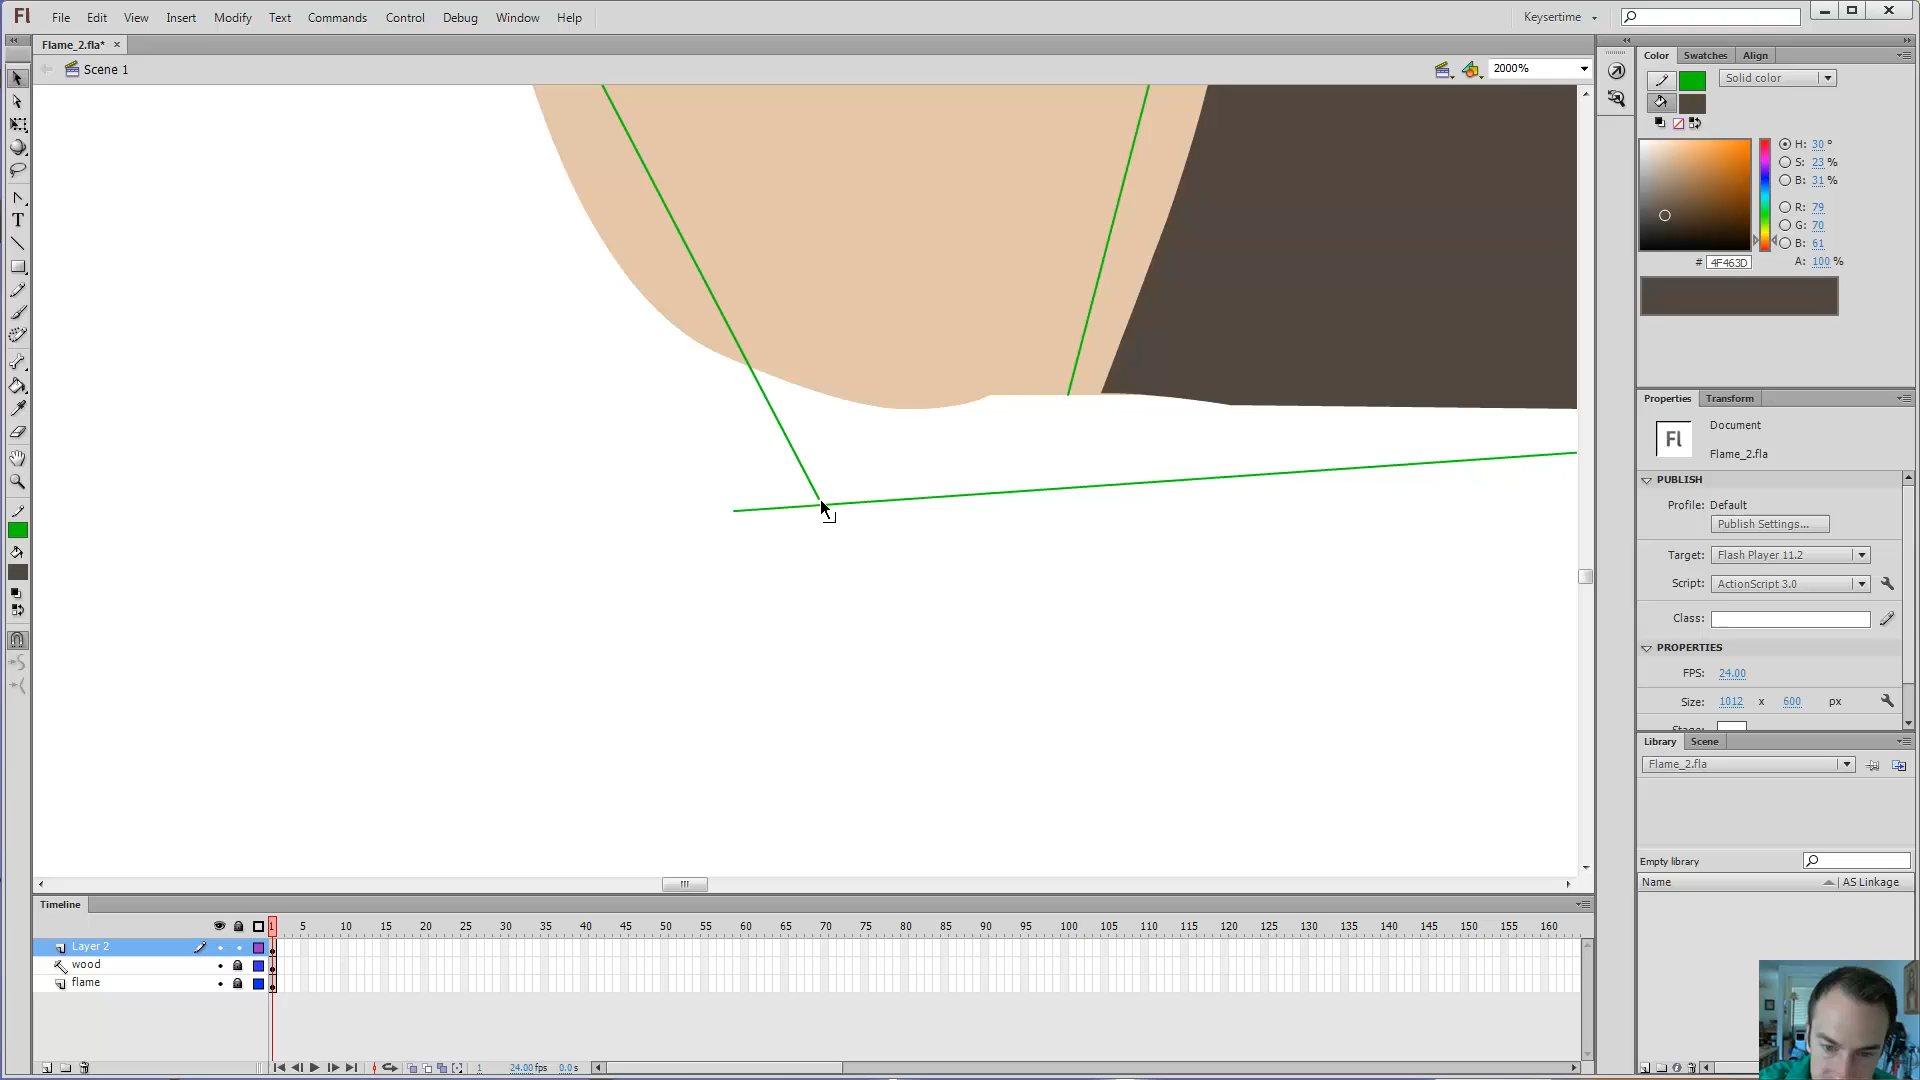 Fl File Edit View Insert Modify Text Commands Control Debug Window Help Keysertime
Flame_2.fla* ×
Scene 1 2000%
Color Swatches Align
Solid color
H: 30 °
S: 23 %
B: 31 %
R: 79
G: 70
B: 61
# 4F463D A: 100 %
T
Properties Transform
Fl Document
Flame_2.fla
PUBLISH
Profile: Default
Publish Settings...
Target: Flash Player 11.2
Script: ActionScript 3.0
Class:
PROPERTIES
FPS: 24.00
Size: 1012 x 600 px
Stage:
Library Scene
Flame_2.fla
Empty library
Name AS Linkage
Timeline
1 5 10 15 20 25 30 35 40 45 50 55 60 65 70 75 80 85 90 95 100 105 110 115 120 125 130 135 140 145 150 155 160
Layer 2
wood
flame
1 24.00 fps 0.0 s